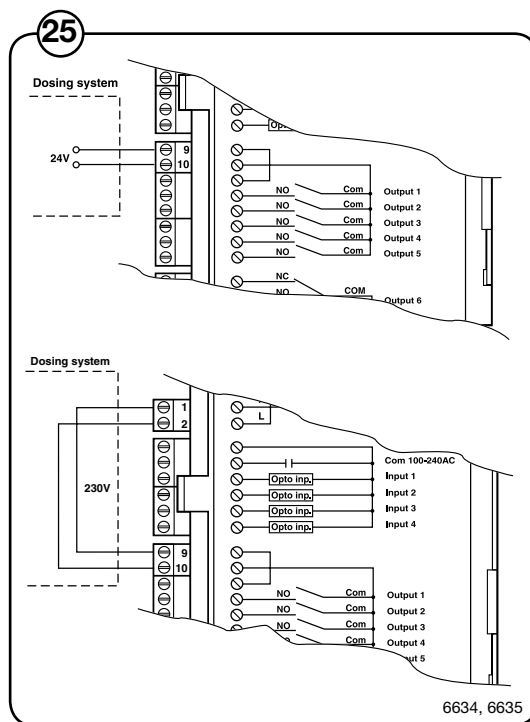 25
Dosing system
24V
9
10
NO Com Output 1
NO Com Output 2
NO Com Output 3
NO Com Output 4
NO Com Output 5
NC
NO COM Output 6
Dosing system
230V
1
2
L
Com 100-240AC
Opto inp. Input 1
Opto inp. Input 2
Opto inp. Input 3
Opto inp. Input 4
9
10
NO Com Output 1
NO Com Output 2
NO Com Output 3
Com Output 4
6634, 6635